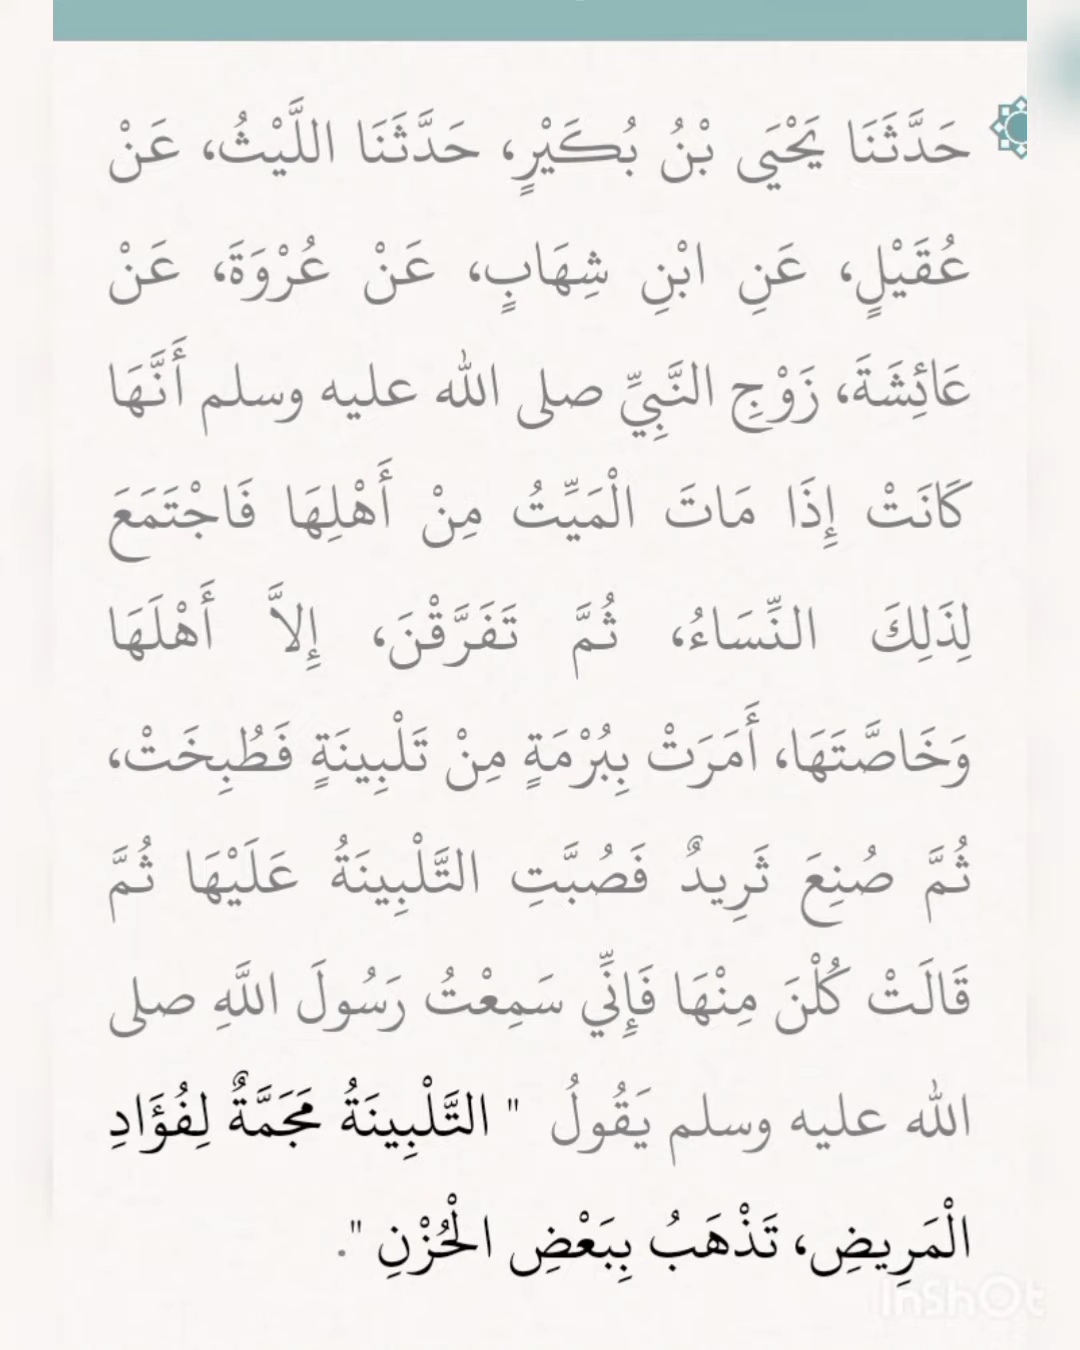 حَدَّثَنَا يَحْيَى بْنُ بُكَيْرٍ، حَدَّثَنَا اللَّيْثُ، عَنْ
عُقَيْلٍ، عَنِ ابْنِ شِهَابٍ، عَنْ عُرْوَةَ، عَنْ
عَائِشَةَ، زَوْجِ النَّبِيِّ صلى الله عليه وسلم أَنَّهَا
كَانَتْ إِذَا مَاتَ الْمَيِّتُ مِنْ أَهْلِهَا فَاجْتَمَعَ
لِذَلِكَ النِّسَاءُ، ثُمَّ تَفَرَّقْنَ، إِلاَّ أَهْلَهَا
وَخَاصَّتَهَا، أَمَرَتْ بِبُرْمَةٍ مِنْ تَلْبِينَةٍ فَطُبِخَتْ،
ثُمَّ صُنِعَ ثَرِيدٌ فَصُبَّتِ التَّلْبِينَةُ عَلَيْهَا ثُمَّ
قَالَتْ كُلْنَ مِنْهَا فَإِنِّي سَمِعْتُ رَسُولَ اللَّهِ صلى
الله عليه وسلم يَقُولُ " التَّلْبِينَةُ مَجَمَّةٌ لِفُؤَادِ
الْمَرِيضِ، تَذْهَبُ بِبَعْضِ الْحُزْنِ ".
InShOt